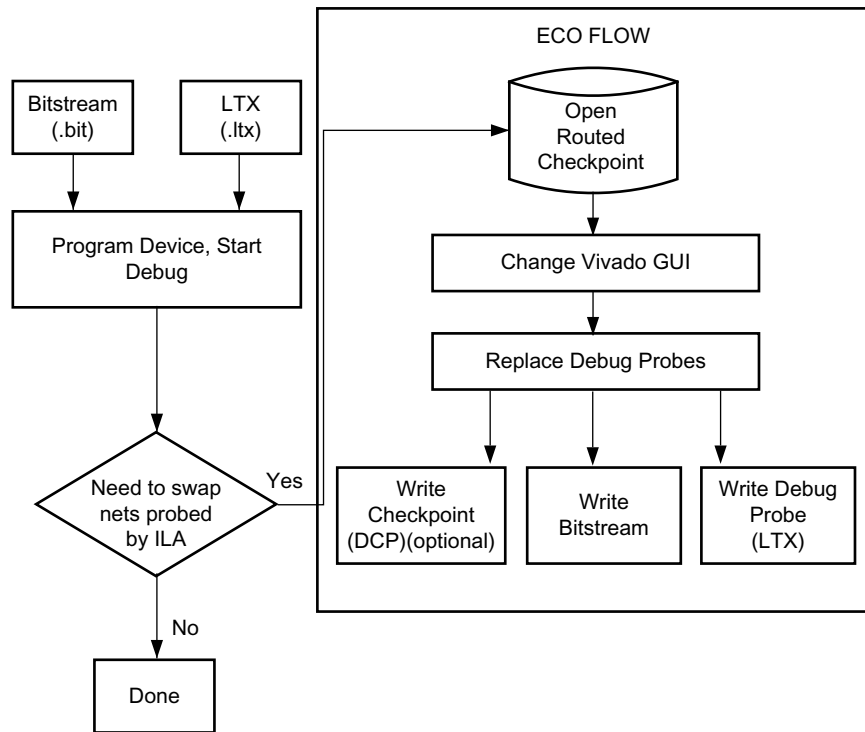 ECO FLOW
Bitstream
(.bit)
LTX
(.ltx)
Open
Routed
Checkpoint
Program Device, Start
Debug
Change Vivado GUI
Replace Debug Probes
Need to swap
nets probed
by ILA
Yes
Write
Checkpoint
(DCP)(optional)
Write
Bitstream
Write Debug
Probe
(LTX)
No
Done